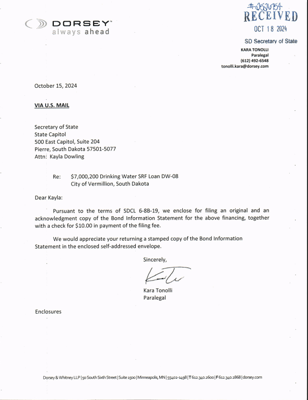 DORSEY
always ahead
RECEIVED
OCT 18 2024
SD Secretary of State
KARA TONOLLI
Paralegal
(612) 492-6548
tonolli.kara@dorsey.com
October 15, 2024
VIA U.S. MAIL
Secretary of State
State Capitol
500 East Capitol, Suite 204
Pierre, South Dakota 57501-5077
Attn: Kayla Dowling
Re: $7,000,200 Drinking Water SRF Loan DW-08
City of Vermillion, South Dakota
Dear Kayla:
Pursuant to the terms of SDCL 6-8B-19, we enclose for filing an original and an
acknowledgment copy of the Bond Information Statement for the above financing, together
with a check for $10.00 in payment of the filing fee.
We would appreciate your returning a stamped copy of the Bond Information
Statement in the enclosed self-addressed envelope.
Sincerely,
Kara Tonolli
Paralegal
Enclosures
Dorsey & Whitney LLP | 50 South Sixth Street | Suite 1500 | Minneapolis, MN | 55402-1498 | T 612.340.2600 | F 612.340.2868 | dorsey.com